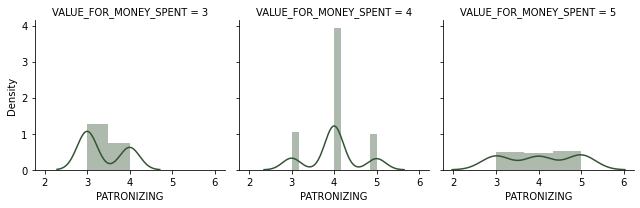 VALUE_FOR_MONEY_SPENT = 3
VALUE_FOR_MONEY_SPENT = 4
VALUE_FOR_MONEY_SPENT = 5
4
3
2
1
0
Density
2 3 4 5 6
2 3 4 5 6
2 3 4 5 6
PATRONIZING
PATRONIZING
PATRONIZING